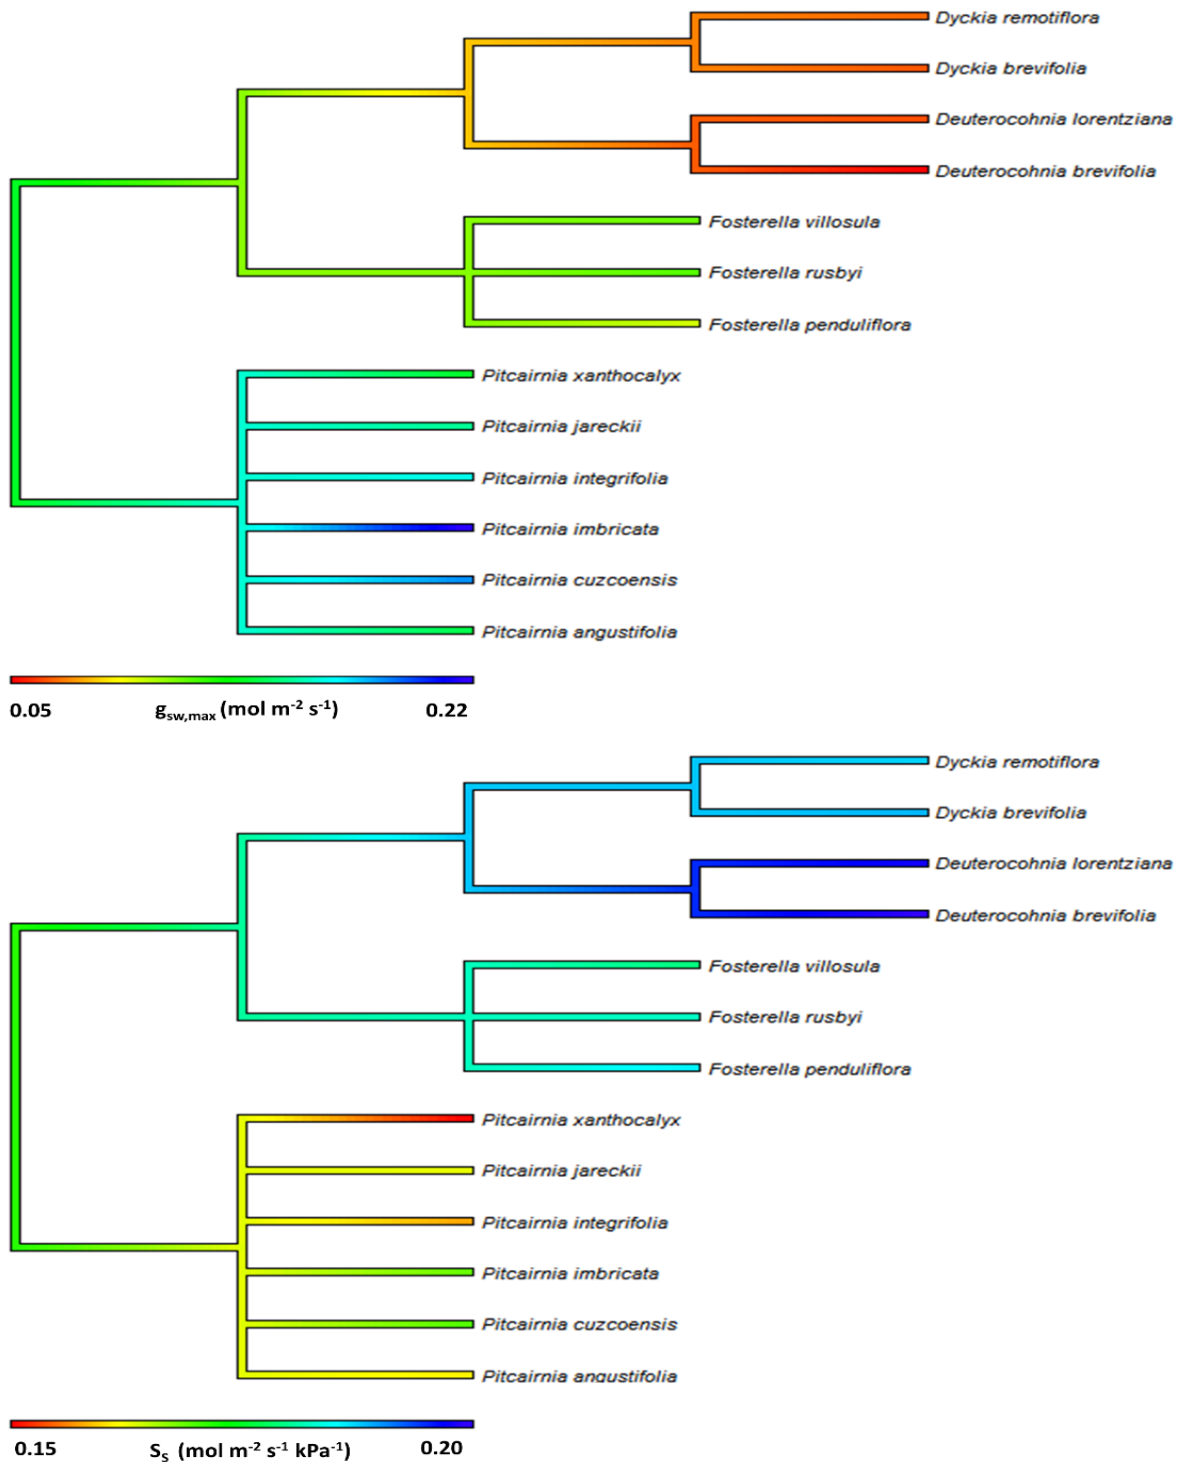 Dyckia remotiflora
Dyckia brevifolia
Deuterocohnia lorentziana
Deuterocohnia brevifolia
Fosterella villosula
Fosterella rusbyi
Fosterella penduliflora
Pitcairnia xanthocalyx
Pitcairnia jareckii
Pitcairnia integrifolia
Pitcairnia imbricata
Pitcairnia cuzcoensis
Pitcairnia angustifolia
0.05 gsw,max (mol m-2 s-1) 0.22
Dyckia remotiflora
Dyckia brevifolia
Deuterocohnia lorentziana
Deuterocohnia brevifolia
Fosterella villosula
Fosterella rusbyi
Fosterella penduliflora
Pitcairnia xanthocalyx
Pitcairnia jareckii
Pitcairnia integrifolia
Pitcairnia imbricata
Pitcairnia cuzcoensis
Pitcairnia angustifolia
0.15 SS (mol m-2 s-1 kPa-1) 0.20